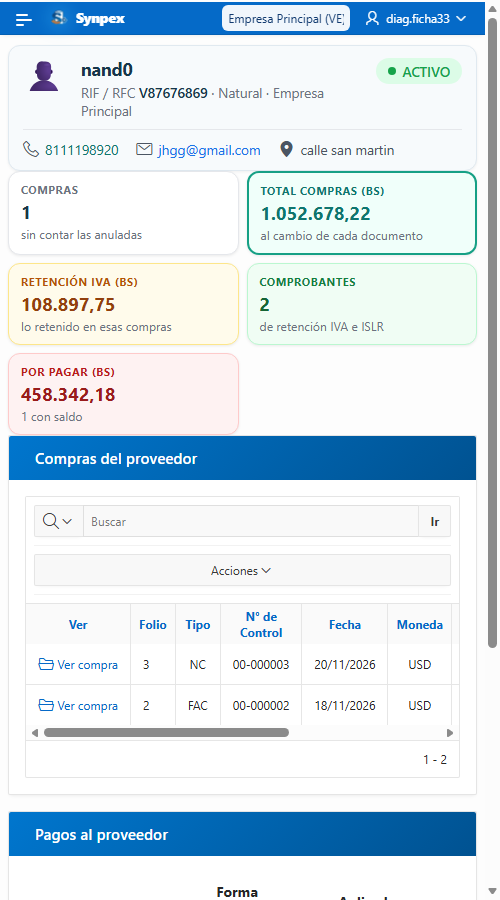 Synpex
Empresa Principal (VE)
diag.ficha33
nand0
ACTIVO
RIF / RFC V87676869 · Natural · Empresa
Principal
8111198920
jhgg@gmail.com
calle san martin
COMPRAS
1
sin contar las anuladas
TOTAL COMPRAS (BS)
1.052.678,22
al cambio de cada documento
RETENCIÓN IVA (BS)
108.897,75
lo retenido en esas compras
COMPROBANTES
2
de retención IVA e ISLR
POR PAGAR (BS)
458.342,18
1 con saldo
Compras del proveedor
Buscar
Ir
Acciones
Ver Folio Tipo N° de Control Fecha Moneda
Ver compra 3 NC 00-000003 20/11/2026 USD
Ver compra 2 FAC 00-000002 18/11/2026 USD
1 - 2
Pagos al proveedor
Forma